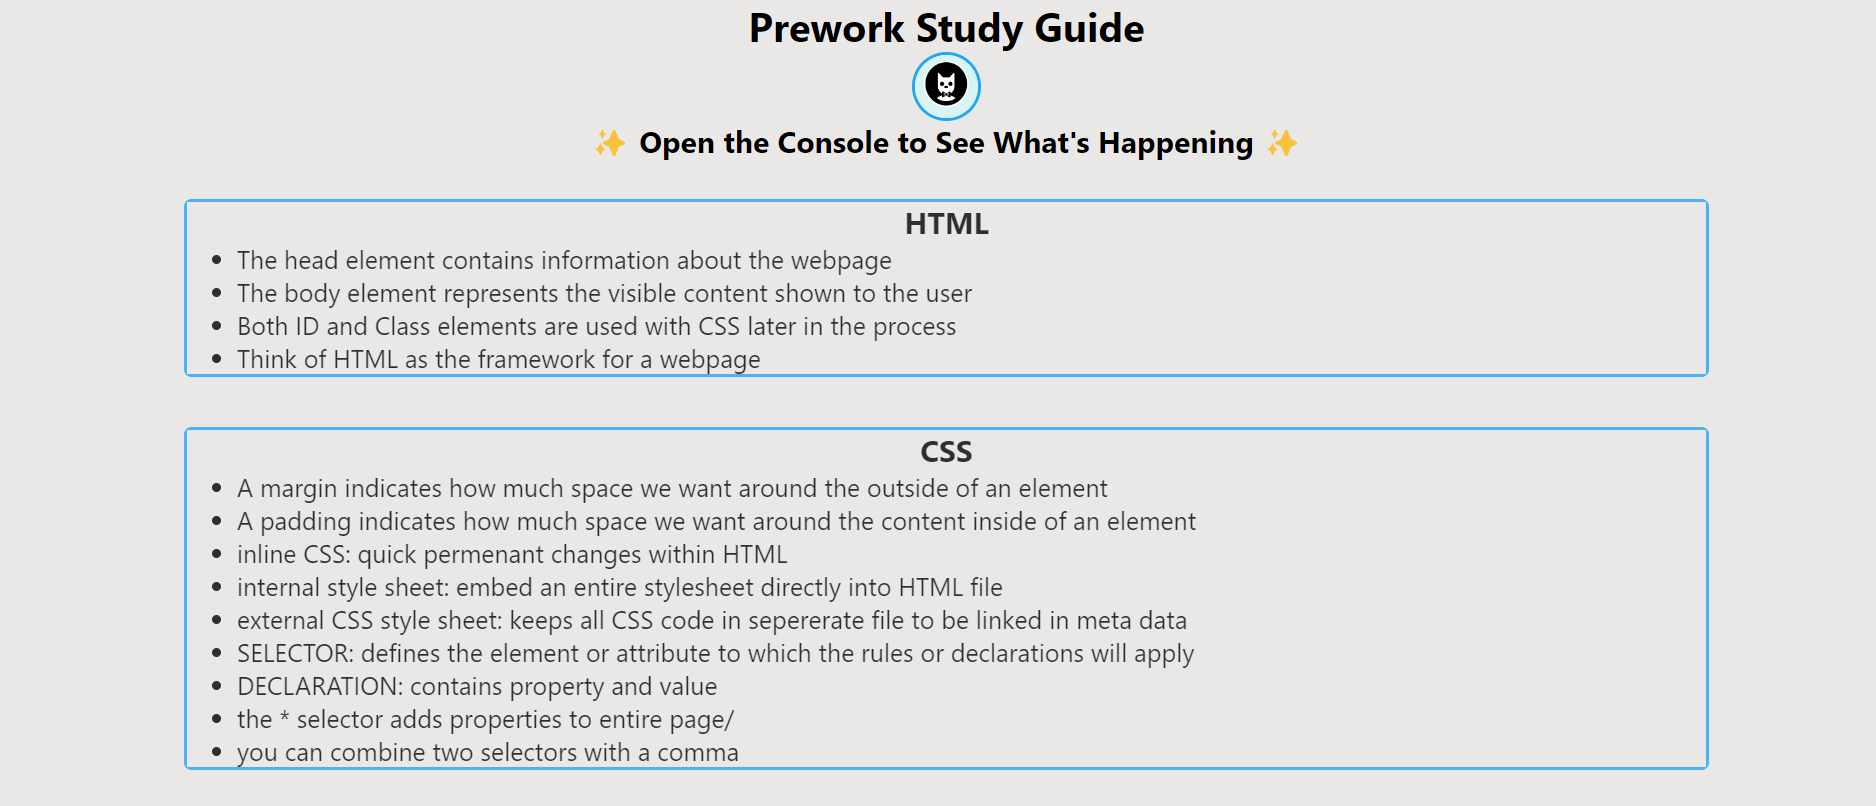 Prework Study Guide
✨ Open the Console to See What's Happening ✨
HTML
• The head element contains information about the webpage
• The body element represents the visible content shown to the user
• Both ID and Class elements are used with CSS later in the process
• Think of HTML as the framework for a webpage
CSS
• A margin indicates how much space we want around the outside of an element
• A padding indicates how much space we want around the content inside of an element
• inline CSS: quick permenant changes within HTML
• internal style sheet: embed an entire stylesheet directly into HTML file
• external CSS style sheet: keeps all CSS code in sepererate file to be linked in meta data
• SELECTOR: defines the element or attribute to which the rules or declarations will apply
• DECLARATION: contains property and value
• the * selector adds properties to entire page/
• you can combine two selectors with a comma